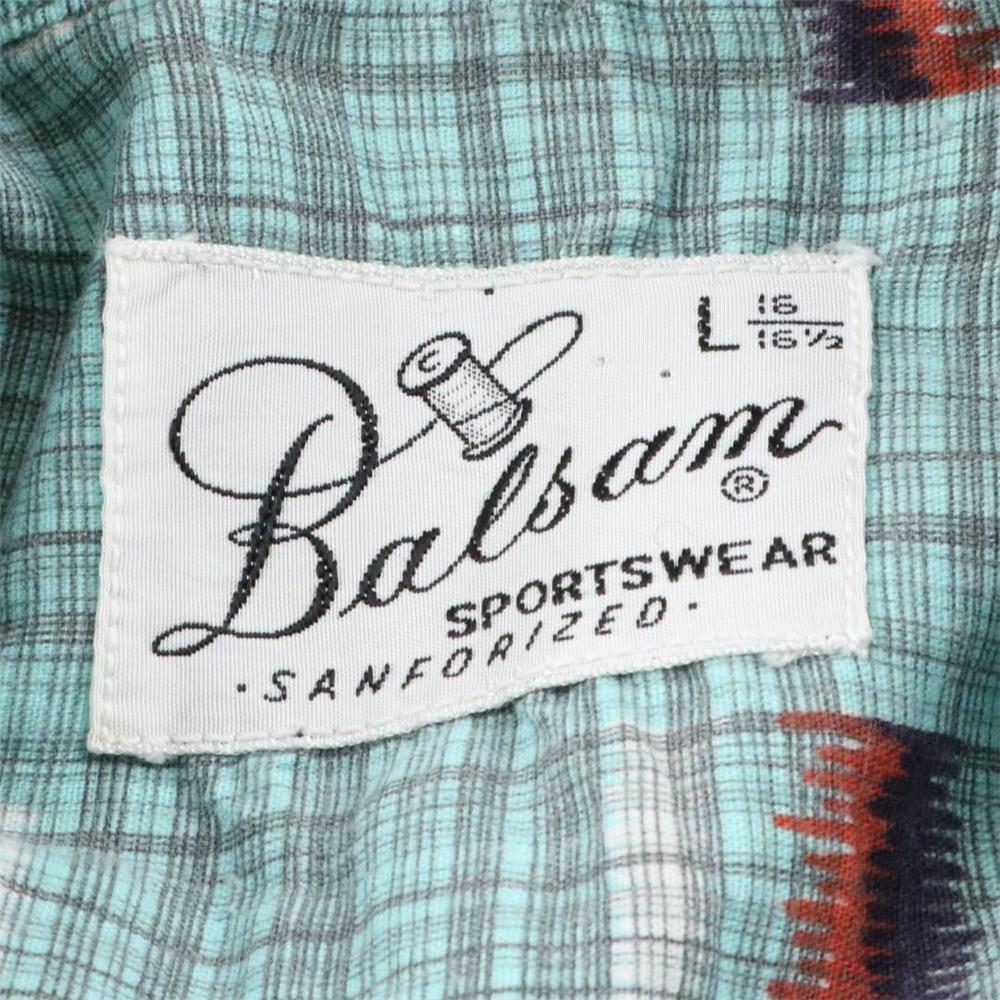 L 16
16½
C
Balsam ®
SPORTSWEAR
· SANFORIZED ·